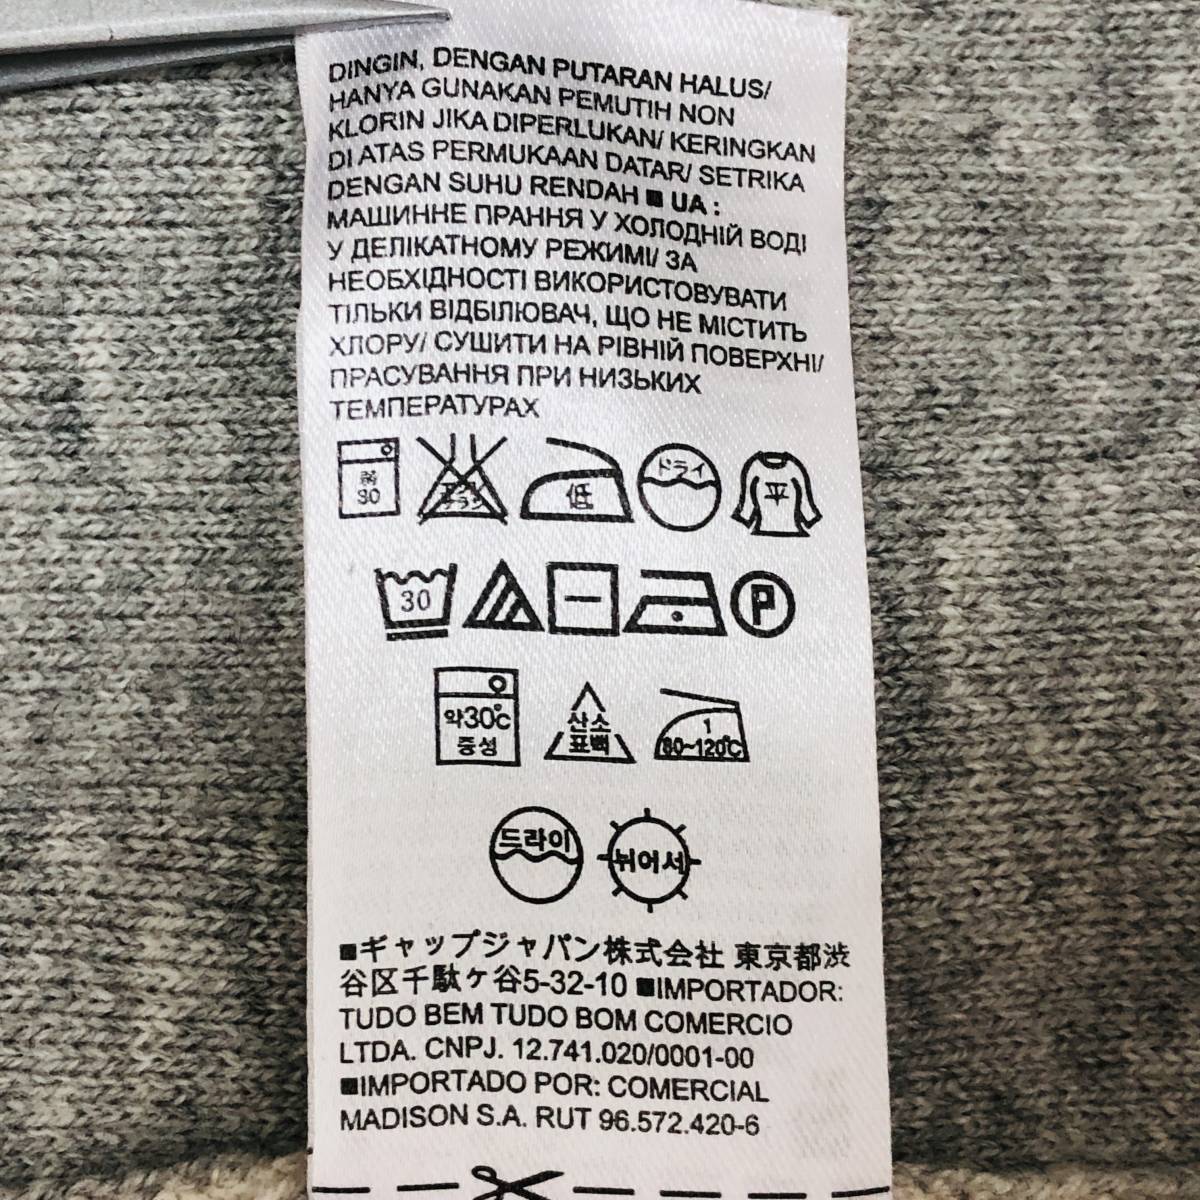 DINGIN, DENGAN PUTARAN HALUS/
HANYA GUNAKAN PEMUTIH NON
KLORIN JIKA DIPERLUKAN/ KERINGKAN
DI ATAS PERMUKAAN DATAR/ SETRIKA
DENGAN SUHU RENDAH ■ UA :
МАШИННЕ ПРАННЯ У ХОЛОДНІЙ ВОДІ
У ДЕЛІКАТНОМУ РЕЖИМІ/ ЗА
НЕОБХІДНОСТІ ВИКОРИСТОВУВАТИ
ТІЛЬКИ ВІДБІЛЮВАЧ, ЩО НЕ МІСТИТЬ
ХЛОРУ/ СУШИТИ НА РІВНІЙ ПОВЕРХНІ/
ПРАСУВАННЯ ПРИ НИЗЬКИХ
ТЕМПЕРАТУРАХ
弱 30 低 ドライ 平
30 P
약30℃ 중성 산소 표백 1 80~120℃
드라이 뉘어서
■ギャップジャパン株式会社 東京都渋
谷区千駄ヶ谷5-32-10 ■IMPORTADOR:
TUDO BEM TUDO BOM COMERCIO
LTDA. CNPJ. 12.741.020/0001-00
■IMPORTADO POR: COMERCIAL
MADISON S.A. RUT 96.572.420-6